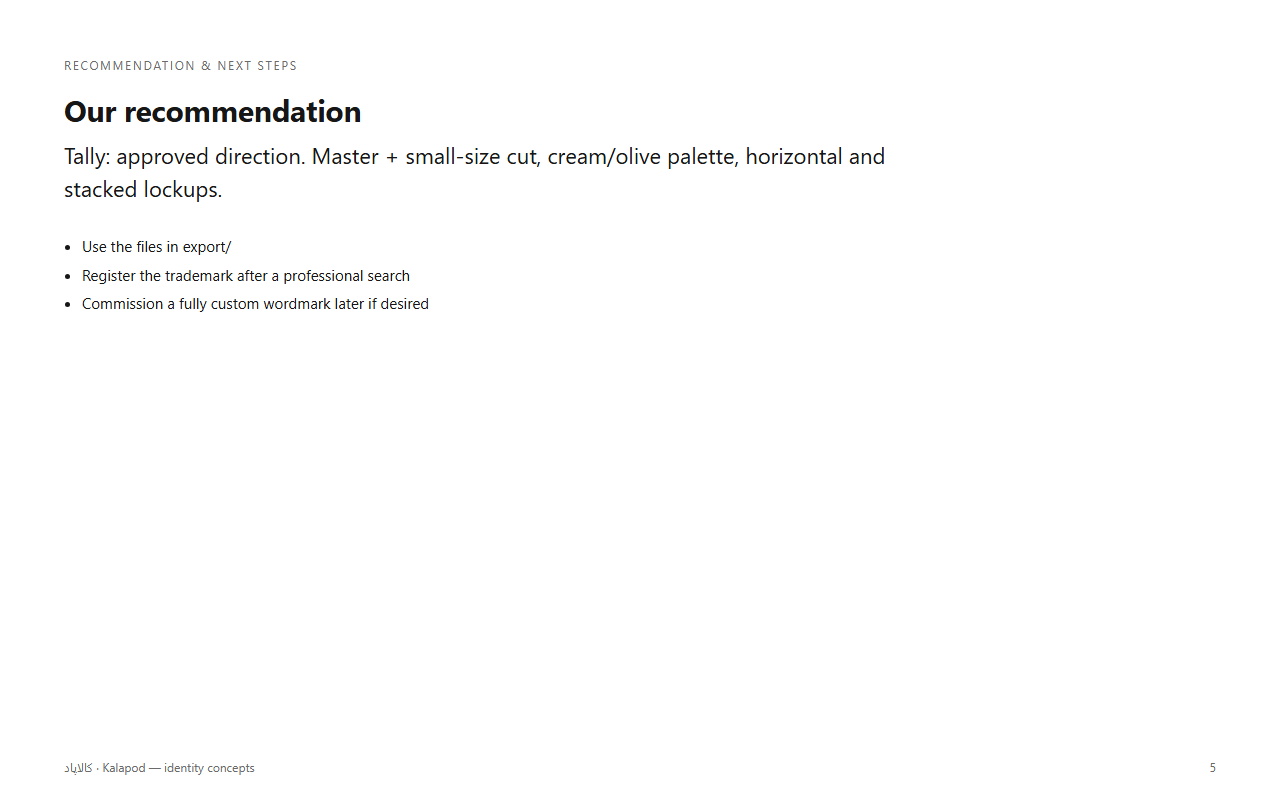 RECOMMENDATION & NEXT STEPS
Our recommendation
Tally: approved direction. Master + small-size cut, cream/olive palette, horizontal and
stacked lockups.
• Use the files in export/
• Register the trademark after a professional search
• Commission a fully custom wordmark later if desired
کالاپاد · Kalapod — identity concepts
5